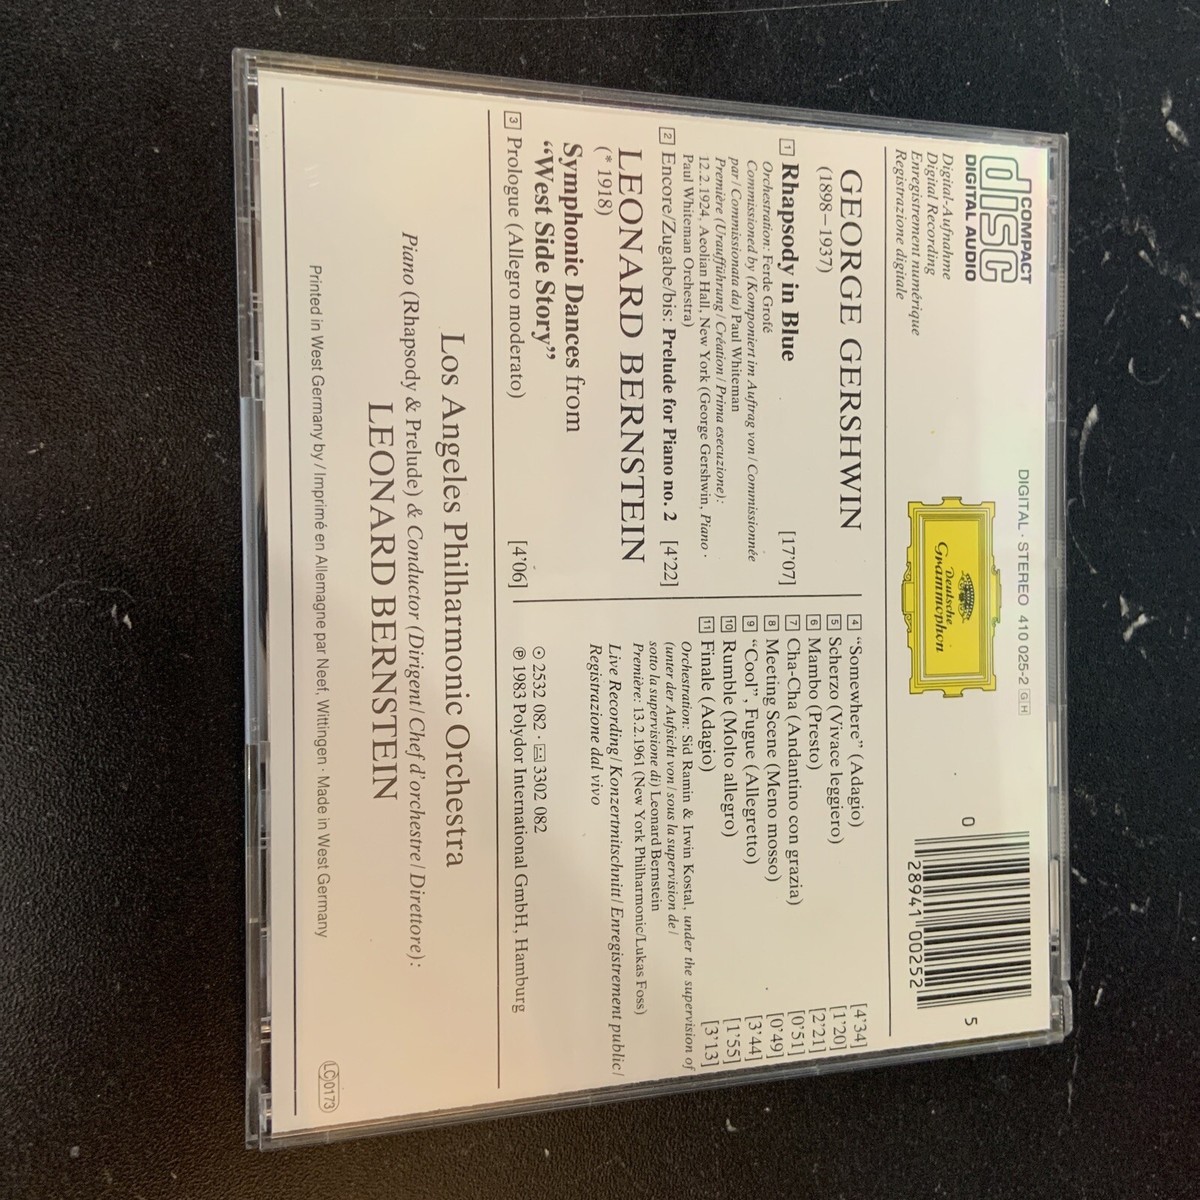 COMPACT
disc
DIGITAL AUDIO
Digital-Aufnahme
Digital Recording
Enregistrement numérique
Registrazione digitale
DIGITAL · STEREO 410 025-2 GH
Deutsche
Grammophon
0 28941 00252 5
GEORGE GERSHWIN
(1898–1937)
1 Rhapsody in Blue [17'07]
Orchestration: Ferde Grofé
Commissioned by (Komponiert im Auftrag von/Commissionnée
par/Commissionata da) Paul Whiteman
Première (Uraufführung/Création/Prima esecuzione):
12.2.1924, Aeolian Hall, New York (George Gershwin, Piano ·
Paul Whiteman Orchestra)
2 Encore/Zugabe/bis: Prelude for Piano no. 2 [4'22]
LEONARD BERNSTEIN
(* 1918)
Symphonic Dances from
“West Side Story”
3 Prologue (Allegro moderato) [4'06]
4 “Somewhere” (Adagio) [4'34]
5 Scherzo (Vivace leggiero) [1'20]
6 Mambo (Presto) [2'21]
7 Cha-Cha (Andantino con grazia) [0'51]
8 Meeting Scene (Meno mosso) [0'49]
9 “Cool”, Fugue (Allegretto) [3'44]
10 Rumble (Molto allegro) [1'55]
11 Finale (Adagio) [3'13]
Orchestration: Sid Ramin & Irwin Kostal, under the supervision of
(unter der Aufsicht von/sous la supervision de/
sotto la supervisione di) Leonard Bernstein
Première: 13.2.1961 (New York Philharmonic/Lukas Foss)
Live Recording/Konzertmitschnitt/Enregistrement public/
Registrazione dal vivo
2532 082 · 3302 082
℗ 1983 Polydor International GmbH, Hamburg
Los Angeles Philharmonic Orchestra
Piano (Rhapsody & Prelude) & Conductor (Dirigent/Chef d'orchestre/Direttore):
LEONARD BERNSTEIN
Printed in West Germany by/Imprimé en Allemagne par Neef, Wittingen · Made in West Germany
LC 0173